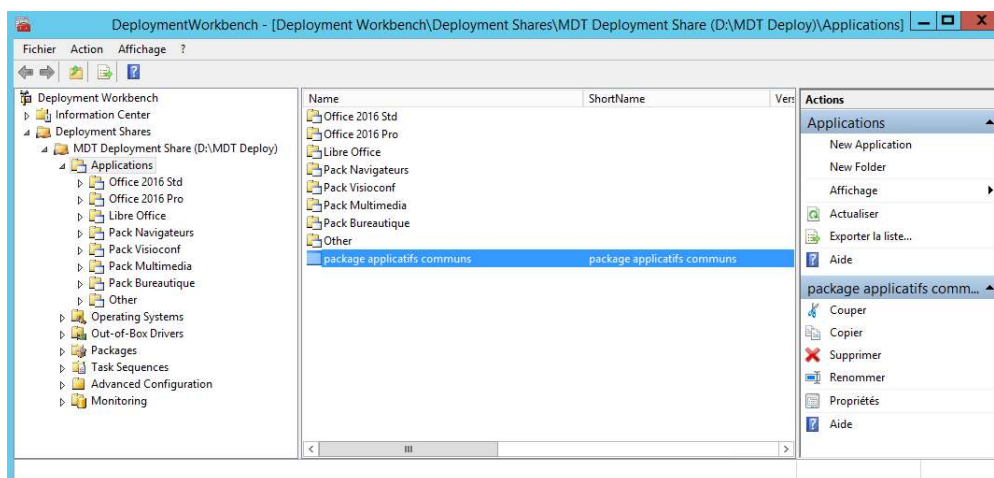 DeploymentWorkbench - [Deployment Workbench\Deployment Shares\MDT Deployment Share (D:\MDT Deploy)\Applications]
Fichier Action Affichage ?
Deployment Workbench
Information Center
Deployment Shares
MDT Deployment Share (D:\MDT Deploy)
Applications
Office 2016 Std
Office 2016 Pro
Libre Office
Pack Navigateurs
Pack Visioconf
Pack Multimedia
Pack Bureautique
Other
Operating Systems
Out-of-Box Drivers
Packages
Task Sequences
Advanced Configuration
Monitoring
Name ShortName Vers
Office 2016 Std
Office 2016 Pro
Libre Office
Pack Navigateurs
Pack Visioconf
Pack Multimedia
Pack Bureautique
Other
package applicatifs communs package applicatifs communs
Actions
Applications
New Application
New Folder
Affichage
Actualiser
Exporter la liste...
Aide
package applicatifs comm...
Couper
Copier
Supprimer
Renommer
Propriétés
Aide